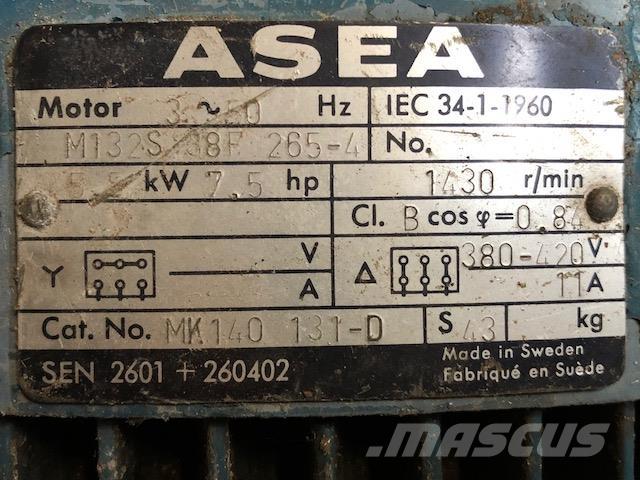 ASEA
Motor 3 ~ 50 Hz IEC 34-1-1960
M132S 265-4 No.
kW 7.5 hp 1430 r/min
Cl. B cos φ = 0.84
Y V Δ 380-420 V
A 11 A
Cat. No. MK140 131-D S 43 kg
SEN 2601 + 260402 Made in Sweden
Fabriqué en Suède
MASCUS